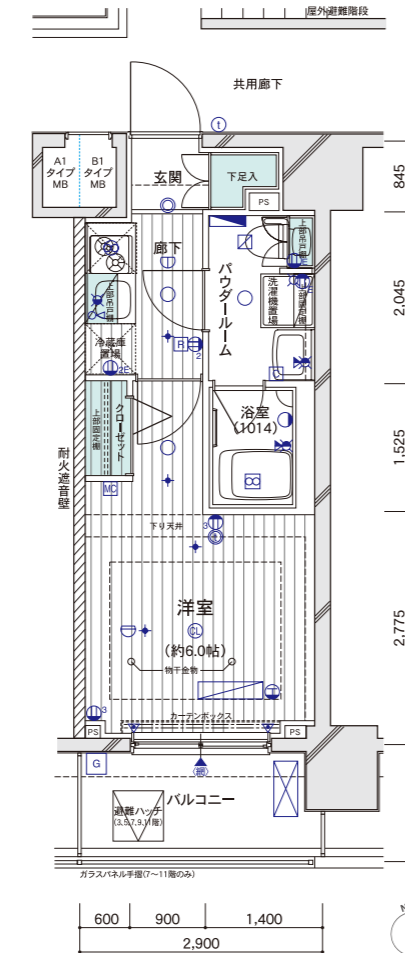 屋外避難階段
共用廊下
t
A1
タイプ
MB
B1
タイプ
MB
玄関
下足入
PS
845
廊下
パウダールーム
上部吊戸棚
上部吊戸棚
洗濯機置場
冷蔵庫
置場
R
2
2E
2,045
クローゼット
上部固定棚
浴室
(1014)
1,525
耐火遮音壁
MC
下り天井
3
洋室
CL
(約6.0帖)
物干金物
2,775
カーテンボックス
3
PS
PS
G
バルコニー
避難ハッチ
(3,5,7,9,11階)
ガラスパネル手摺(7〜11階のみ)
600
900
1,400
2,900
N